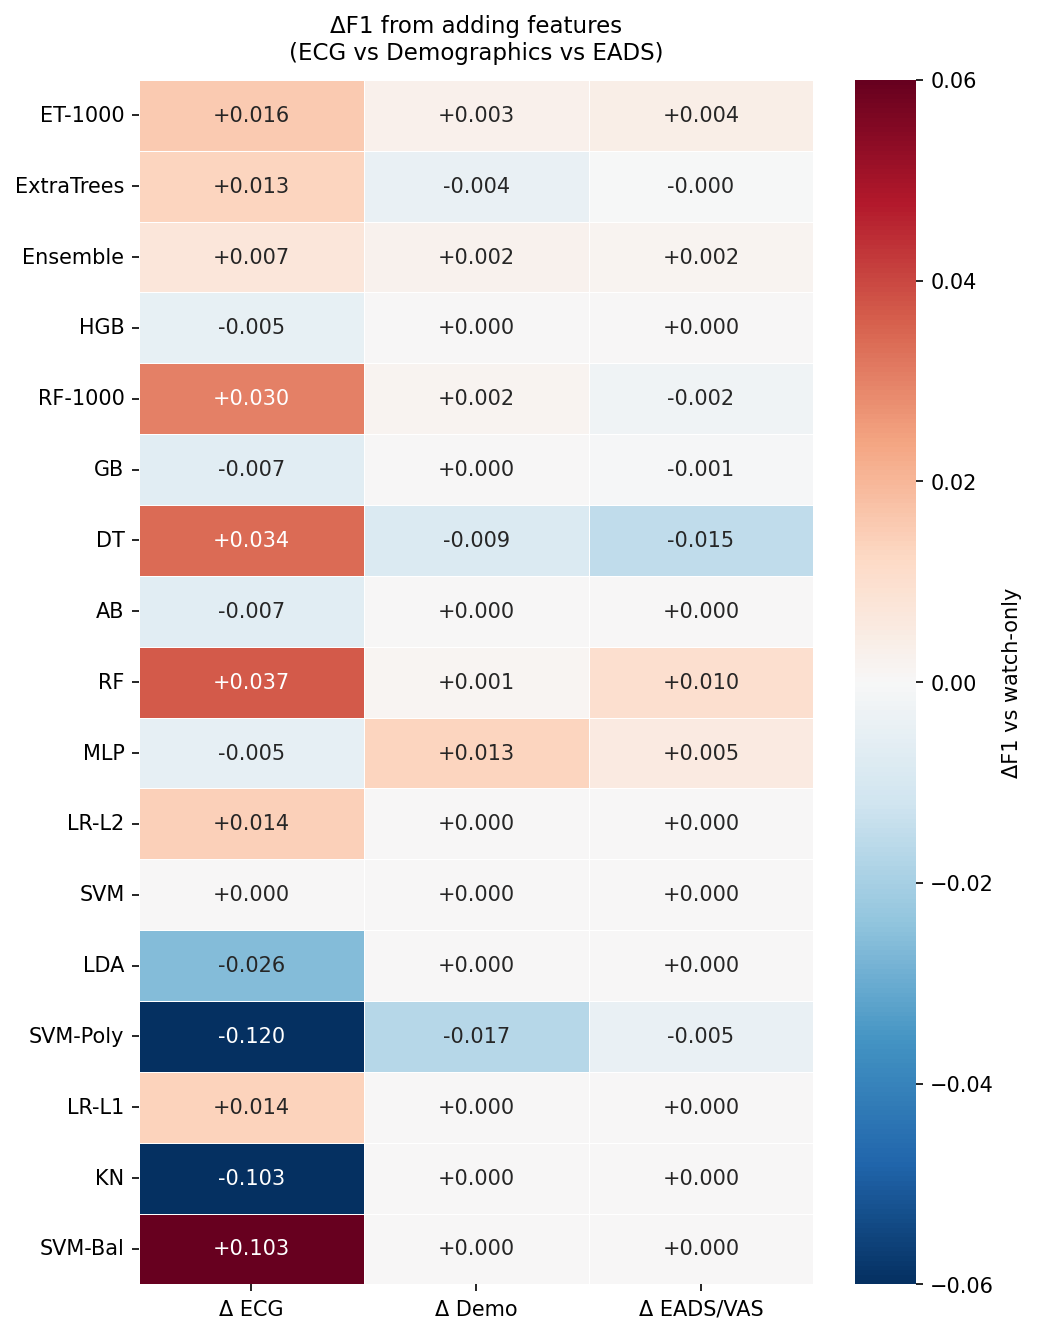 ΔF1 from adding features
(ECG vs Demographics vs EADS)
ET-1000 +0.016 +0.003 +0.004
ExtraTrees +0.013 -0.004 -0.000
Ensemble +0.007 +0.002 +0.002
HGB -0.005 +0.000 +0.000
RF-1000 +0.030 +0.002 -0.002
GB -0.007 +0.000 -0.001
DT +0.034 -0.009 -0.015
AB -0.007 +0.000 +0.000
RF +0.037 +0.001 +0.010
MLP -0.005 +0.013 +0.005
LR-L2 +0.014 +0.000 +0.000
SVM +0.000 +0.000 +0.000
LDA -0.026 +0.000 +0.000
SVM-Poly -0.120 -0.017 -0.005
LR-L1 +0.014 +0.000 +0.000
KN -0.103 +0.000 +0.000
SVM-Bal +0.103 +0.000 +0.000
Δ ECG Δ Demo Δ EADS/VAS
0.06
0.04
0.02
0.00
−0.02
−0.04
−0.06
ΔF1 vs watch-only